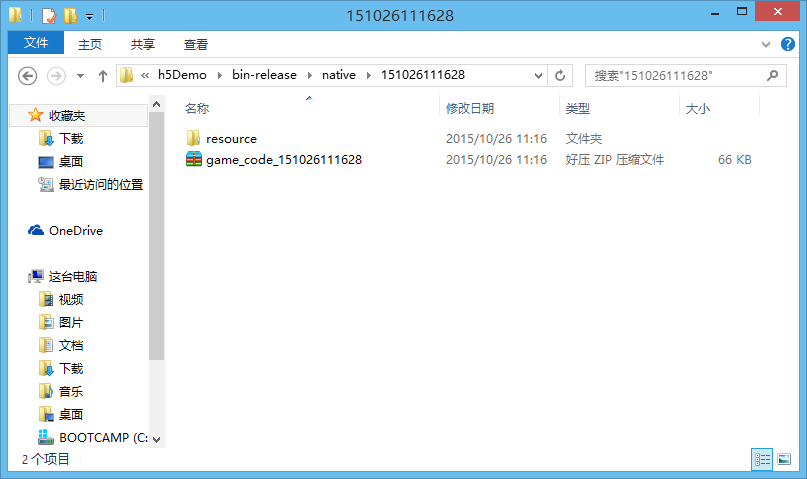 151026111628
文件 主页 共享 查看
« h5Demo bin-release native 151026111628 搜索"151026111628"
名称 修改日期 类型 大小
resource 2015/10/26 11:16 文件夹
game_code_151026111628 2015/10/26 11:16 好压 ZIP 压缩文件 66 KB
收藏夹
下载
桌面
最近访问的位置
OneDrive
这台电脑
视频
图片
文档
下载
音乐
桌面
BOOTCAMP (C:
2 个项目